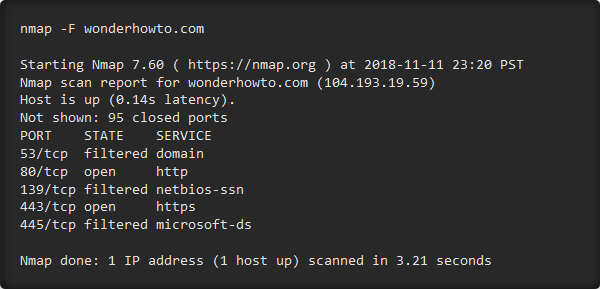 nmap -F wonderhowto.com
Starting Nmap 7.60 ( https://nmap.org ) at 2018-11-11 23:20 PST
Nmap scan report for wonderhowto.com (104.193.19.59)
Host is up (0.14s latency).
Not shown: 95 closed ports
PORT    STATE    SERVICE
53/tcp  filtered domain
80/tcp  open     http
139/tcp filtered netbios-ssn
443/tcp open     https
445/tcp filtered microsoft-ds
Nmap done: 1 IP address (1 host up) scanned in 3.21 seconds